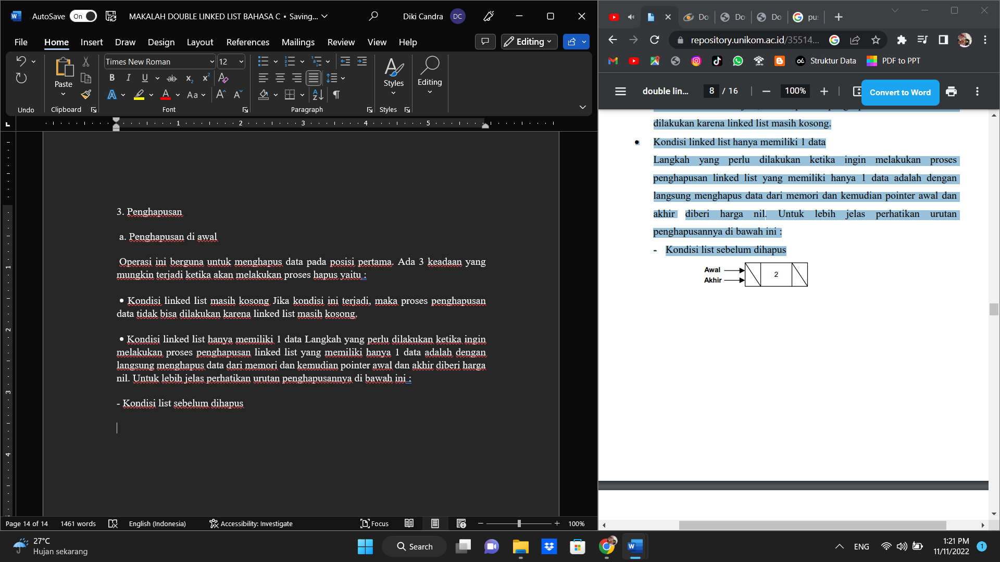 AutoSave On MAKALAH DOUBLE LINKED LIST BAHASA C • Saving... Diki Candra DC
File Home Insert Draw Design Layout References Mailings Review View Help Editing
Times New Roman 12
Paste Styles Editing
Undo Clipboard Font Paragraph Styles
1 2 3 4 5
3. Penghapusan
a. Penghapusan di awal
Operasi ini berguna untuk menghapus data pada posisi pertama. Ada 3 keadaan yang
mungkin terjadi ketika akan melakukan proses hapus yaitu :
• Kondisi linked list masih kosong Jika kondisi ini terjadi, maka proses penghapusan
data tidak bisa dilakukan karena linked list masih kosong.
• Kondisi linked list hanya memiliki 1 data Langkah yang perlu dilakukan ketika ingin
melakukan proses penghapusan linked list yang memiliki hanya 1 data adalah dengan
langsung menghapus data dari memori dan kemudian pointer awal dan akhir diberi harga
nil. Untuk lebih jelas perhatikan urutan penghapusannya di bawah ini :
- Kondisi list sebelum dihapus
1
2
3
4
Page 14 of 14 1461 words English (Indonesia) Accessibility: Investigate Focus 100%
Do Do Do pus
repository.unikom.ac.id/35514...
Struktur Data PDF to PPT
double lin... 8 / 16 100% Convert to Word
dilakukan karena linked list masih kosong.
• Kondisi linked list hanya memiliki 1 data
Langkah yang perlu dilakukan ketika ingin melakukan proses
penghapusan linked list yang memiliki hanya 1 data adalah dengan
langsung menghapus data dari memori dan kemudian pointer awal dan
akhir diberi harga nil. Untuk lebih jelas perhatikan urutan
penghapusannya di bawah ini :
- Kondisi list sebelum dihapus
Awal
Akhir
2
27°C
Hujan sekarang
Search
ENG
1:21 PM
11/11/2022
1